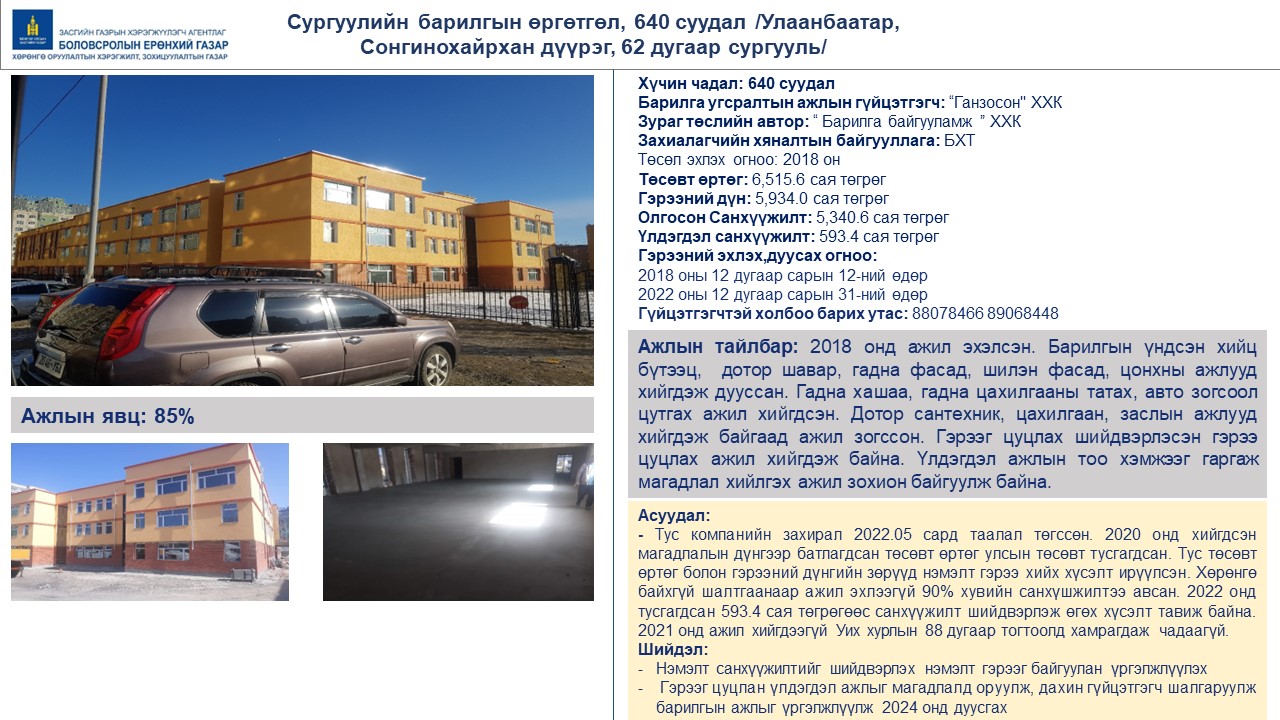 ЗАСГИЙН ГАЗРЫН ХЭРЭГЖҮҮЛЭГЧ АГЕНТЛАГ
БОЛОВСРОЛЫН ЕРӨНХИЙ ГАЗАР
ХӨРӨНГӨ ОРУУЛАЛТЫН ХЭРЭГЖИЛТ, ЗОХИЦУУЛАЛТЫН ГАЗАР
Сургуулийн барилгын өргөтгөл, 640 суудал /Улаанбаатар,
Сонгинохайрхан дүүрэг, 62 дугаар сургууль/
Ажлын явц: 85%
Хүчин чадал: 640 суудал
Барилга угсралтын ажлын гүйцэтгэгч: “Ганзосон" ХХК
Зураг төслийн автор: “ Барилга байгууламж ” ХХК
Захиалагчийн хяналтын байгууллага: БХТ
Төсөл эхлэх огноо: 2018 он
Төсөвт өртөг: 6,515.6 сая төгрөг
Гэрээний дүн: 5,934.0 сая төгрөг
Олгосон Санхүүжилт: 5,340.6 сая төгрөг
Үлдэгдэл санхүүжилт: 593.4 сая төгрөг
Гэрээний эхлэх,дуусах огноо:
2018 оны 12 дугаар сарын 12-ний өдөр
2022 оны 12 дугаар сарын 31-ний өдөр
Гүйцэтгэгчтэй холбоо барих утас: 88078466 89068448
Ажлын тайлбар: 2018 онд ажил эхэлсэн. Барилгын үндсэн хийц
бүтээц, дотор шавар, гадна фасад, шилэн фасад, цонхны ажлууд
хийгдэж дууссан. Гадна хашаа, гадна цахилгааны татах, авто зогсоол
цутгах ажил хийгдсэн. Дотор сантехник, цахилгаан, заслын ажлууд
хийгдэж байгаад ажил зогссон. Гэрээг цуцлах шийдвэрлэсэн гэрээ
цуцлах ажил хийгдэж байна. Үлдэгдэл ажлын тоо хэмжээг гаргаж
магадлал хийлгэх ажил зохион байгуулж байна.
Асуудал:
- Тус компанийн захирал 2022.05 сард таалал төгссөн. 2020 онд хийгдсэн
магадлалын дүнгээр батлагдсан төсөвт өртөг улсын төсөвт тусгагдсан. Тус төсөвт
өртөг болон гэрээний дүнгийн зөрүүд нэмэлт гэрээ хийх хүсэлт ирүүлсэн. Хөрөнгө
байхгүй шалтгаанаар ажил эхлээгүй 90% хувийн санхүшжилтээ авсан. 2022 онд
тусгагдсан 593.4 сая төгрөгөөс санхүүжилт шийдвэрлэж өгөх хүсэлт тавиж байна.
2021 онд ажил хийгдээгүй Уих хурлын 88 дугаар тогтоолд хамрагдаж чадаагүй.
Шийдэл:
- Нэмэлт санхүүжилтийг шийдвэрлэх нэмэлт гэрээг байгуулан үргэлжлүүлэх
- Гэрээг цуцлан үлдэгдэл ажлыг магадлалд оруулж, дахин гүйцэтгэгч шалгаруулж
барилгын ажлыг үргэлжлүүлж 2024 онд дуусгах